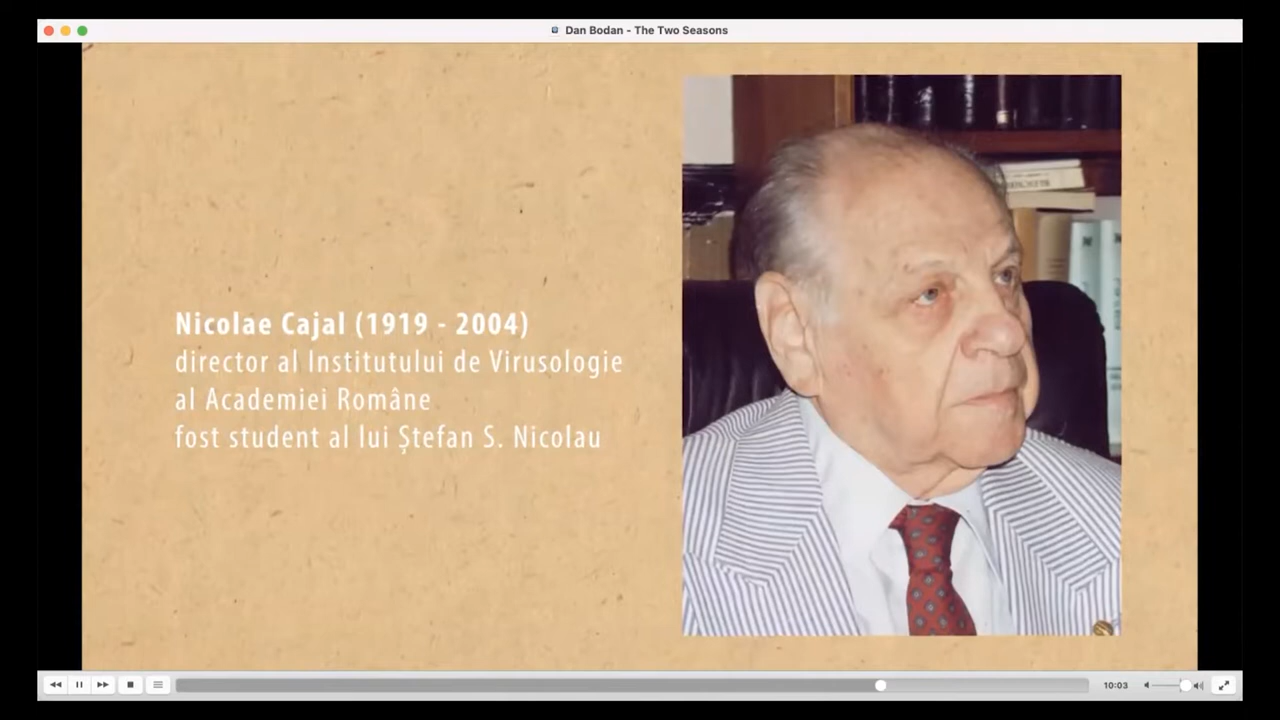 Dan Bodan - The Two Seasons
Nicolae Cajal (1919 - 2004)
director al Institutului de Virusologie
al Academiei Române
fost student al lui Ștefan S. Nicolau
10:03